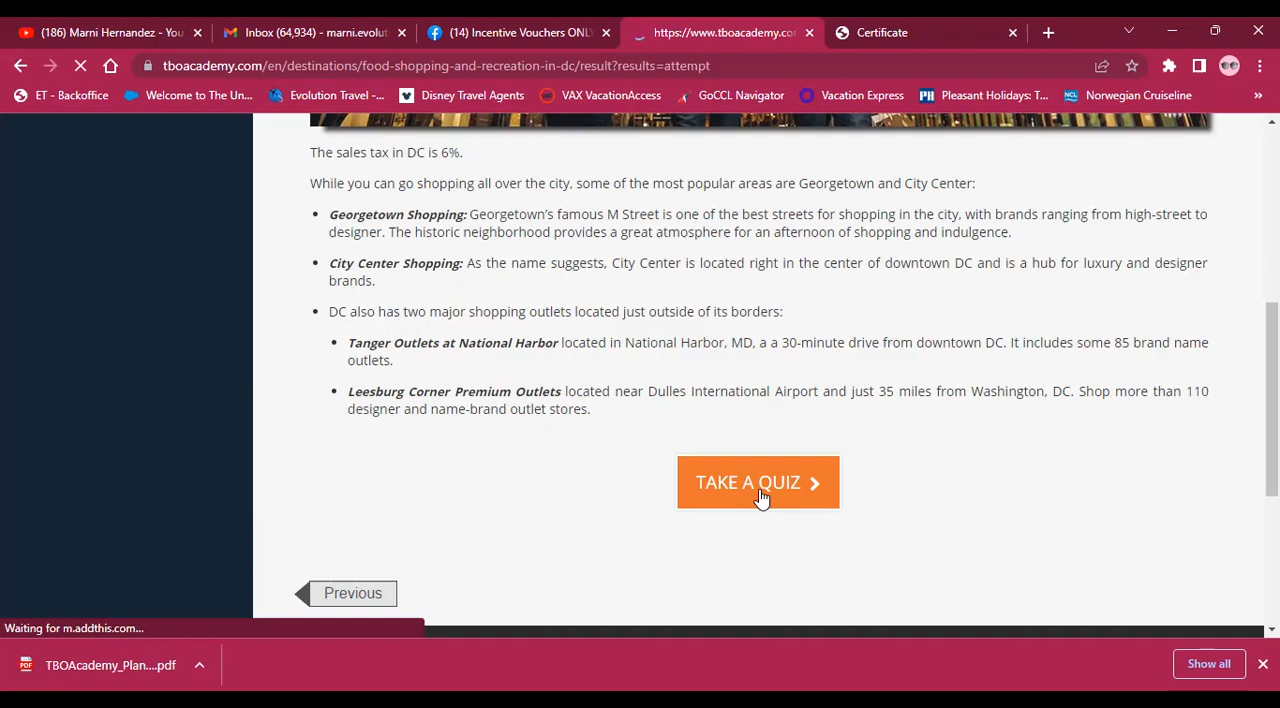 (186) Marni Hernandez - You
Inbox (64,934) - marni.evolut
(14) Incentive Vouchers ONL
https://www.tboacademy.co
Certificate
tboacademy.com/en/destinations/food-shopping-and-recreation-in-dc/result?results=attempt
ET - Backoffice
Welcome to The Un...
Evolution Travel -...
Disney Travel Agents
VAX VacationAccess
GoCCL Navigator
Vacation Express
Pleasant Holidays: T...
Norwegian Cruiseline
The sales tax in DC is 6%.
While you can go shopping all over the city, some of the most popular areas are Georgetown and City Center:
Georgetown Shopping: Georgetown's famous M Street is one of the best streets for shopping in the city, with brands ranging from high-street to
designer. The historic neighborhood provides a great atmosphere for an afternoon of shopping and indulgence.
City Center Shopping: As the name suggests, City Center is located right in the center of downtown DC and is a hub for luxury and designer
brands.
DC also has two major shopping outlets located just outside of its borders:
Tanger Outlets at National Harbor located in National Harbor, MD, a a 30-minute drive from downtown DC. It includes some 85 brand name
outlets.
Leesburg Corner Premium Outlets located near Dulles International Airport and just 35 miles from Washington, DC. Shop more than 110
designer and name-brand outlet stores.
TAKE A QUIZ
Previous
Waiting for m.addthis.com...
TBOAcademy_Plan....pdf
Show all